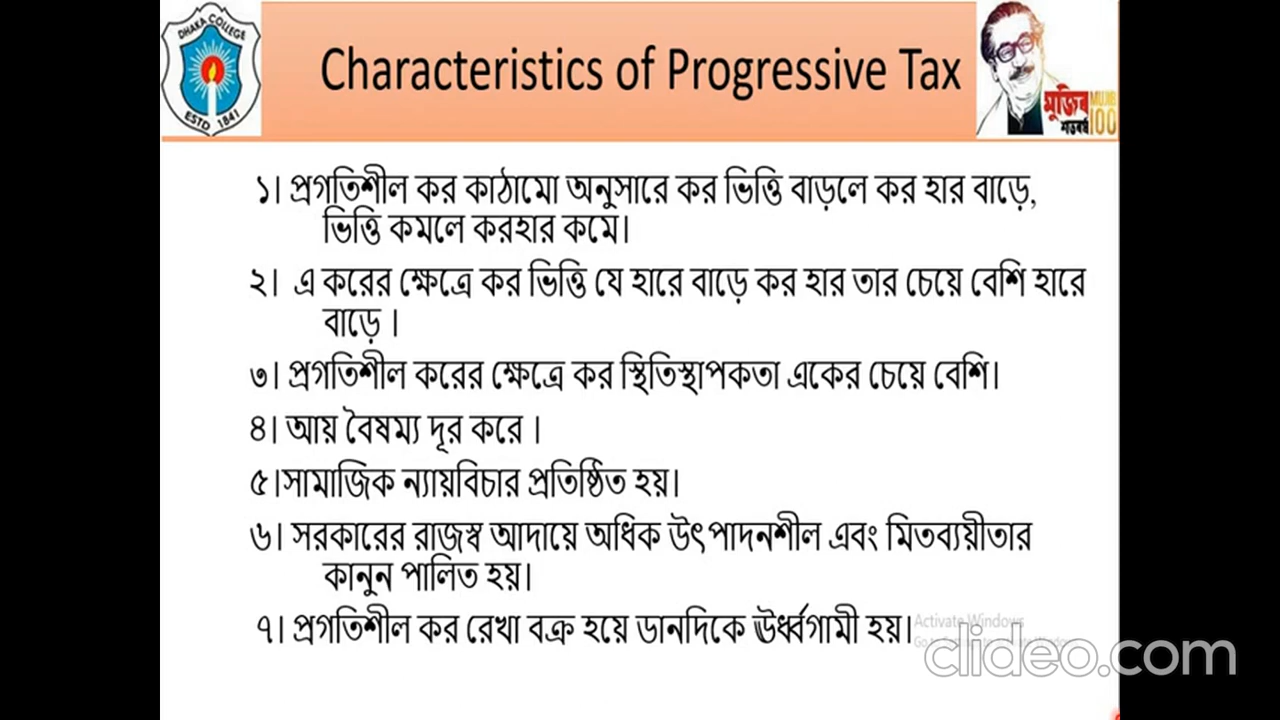 DHAKA COLLEGE
ESTD 1841
Characteristics of Progressive Tax
মুজিব
শতবর্ষ
MUJIB
100
১। প্রগতিশীল কর কাঠামো অনুসারে কর ভিত্তি বাড়লে কর হার বাড়ে,
ভিত্তি কমলে করহার কমে।
২। এ করের ক্ষেত্রে কর ভিত্তি যে হারে বাড়ে কর হার তার চেয়ে বেশি হারে
বাড়ে ।
৩। প্রগতিশীল করের ক্ষেত্রে কর স্থিতিস্থাপকতা একের চেয়ে বেশি।
৪। আয় বৈষম্য দূর করে ।
৫।সামাজিক ন্যায়বিচার প্রতিষ্ঠিত হয়।
৬। সরকারের রাজস্ব আদায়ে অধিক উৎপাদনশীল এবং মিতব্যয়ীতার
কানুন পালিত হয়।
৭। প্রগতিশীল কর রেখা বক্র হয়ে ডানদিকে ঊর্ধ্বগামী হয়।
Activate Windows
clideo.com